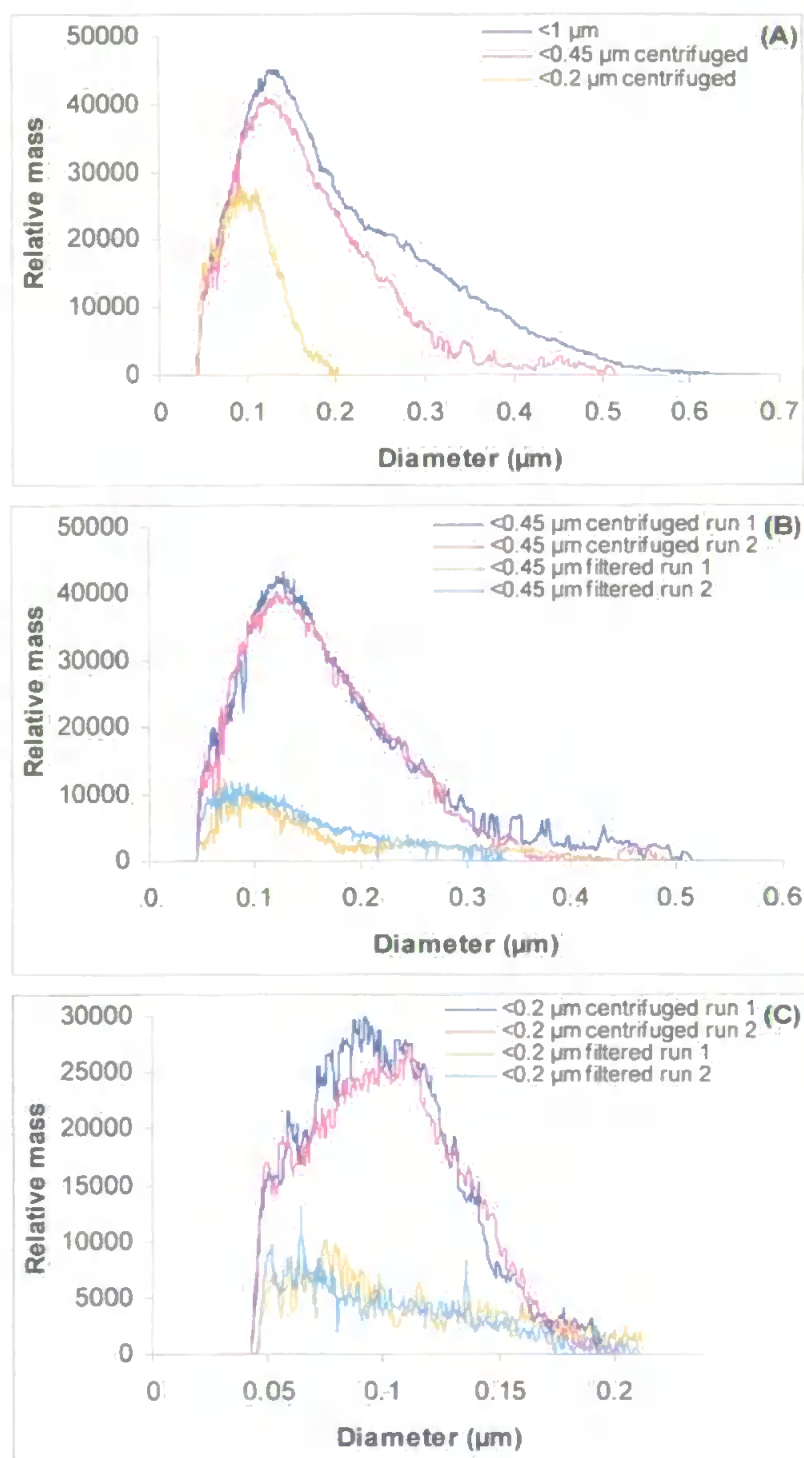 (A)
<1 µm
<0.45 µm centrifuged
<0.2 µm centrifuged
50000
40000
30000
20000
10000
0
Relative mass
0 0.1 0.2 0.3 0.4 0.5 0.6 0.7
Diameter (µm)
(B)
<0.45 µm centrifuged run 1
<0.45 µm centrifuged run 2
<0.45 µm filtered run 1
<0.45 µm filtered run 2
50000
40000
30000
20000
10000
0
Relative mass
0 0.1 0.2 0.3 0.4 0.5 0.6
Diameter (µm)
(C)
<0.2 µm centrifuged run 1
<0.2 µm centrifuged run 2
<0.2 µm filtered run 1
<0.2 µm filtered run 2
30000
25000
20000
15000
10000
5000
0
Relative mass
0 0.05 0.1 0.15 0.2
Diameter (µm)